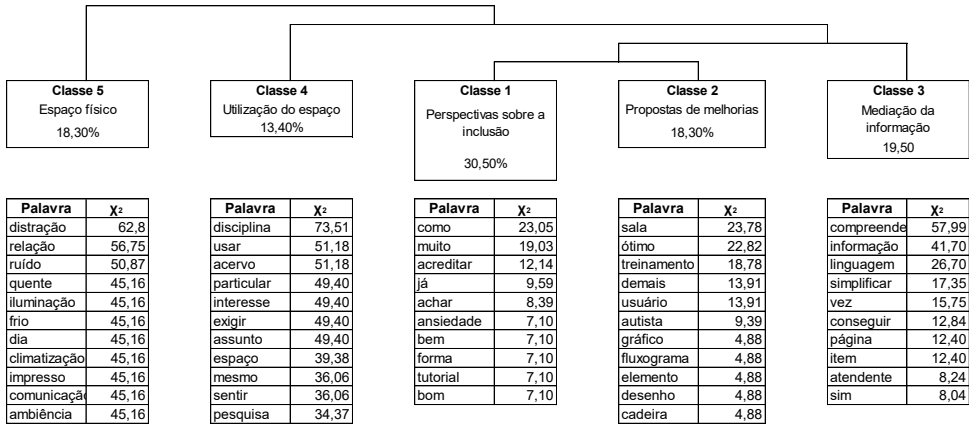 Classe 5
Espaço físico
18,30%
Classe 4
Utilização do espaço
13,40%
Classe 1
Perspectivas sobre a
inclusão
30,50%
Classe 2
Propostas de melhorias
18,30%
Classe 3
Mediação da
informação
19,50
Palavra χ2
distração 62,8
relação 56,75
ruído 50,87
quente 45,16
iluminação 45,16
frio 45,16
dia 45,16
climatização 45,16
impresso 45,16
comunicação 45,16
ambiência 45,16
Palavra χ2
disciplina 73,51
usar 51,18
acervo 51,18
particular 49,40
interesse 49,40
exigir 49,40
assunto 49,40
espaço 39,38
mesmo 36,06
sentir 36,06
pesquisa 34,37
Palavra χ2
como 23,05
muito 19,03
acreditar 12,14
já 9,59
achar 8,39
ansiedade 7,10
bem 7,10
forma 7,10
tutorial 7,10
bom 7,10
Palavra χ2
sala 23,78
ótimo 22,82
treinamento 18,78
demais 13,91
usuário 13,91
autista 9,39
gráfico 4,88
fluxograma 4,88
elemento 4,88
desenho 4,88
cadeira 4,88
Palavra χ2
compreende 57,99
informação 41,70
linguagem 26,70
simplificar 17,35
vez 15,75
conseguir 12,84
página 12,40
item 12,40
atendente 8,24
sim 8,04